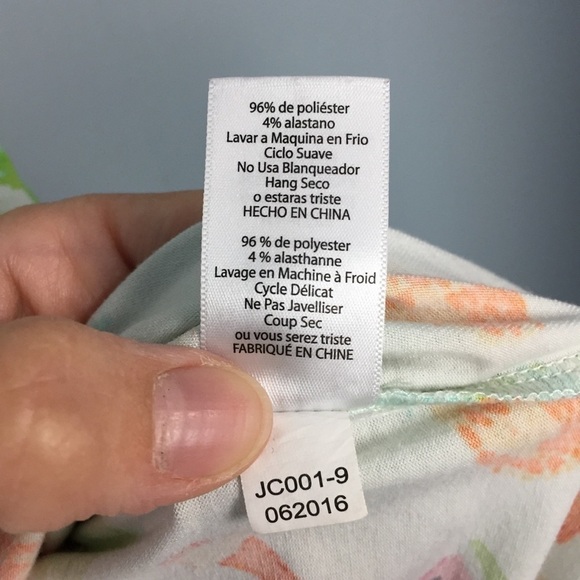 96% de poliéster
4% alastano
Lavar a Maquina en Frio
Ciclo Suave
No Usa Blanqueador
Hang Seco
o estaras triste
HECHO EN CHINA
96 % de polyester
4 % alasthanne
Lavage en Machine à Froid
Cycle Délicat
Ne Pas Javelliser
Coup Sec
ou vous serez triste
FABRIQUÉ EN CHINE
JC001-9
062016